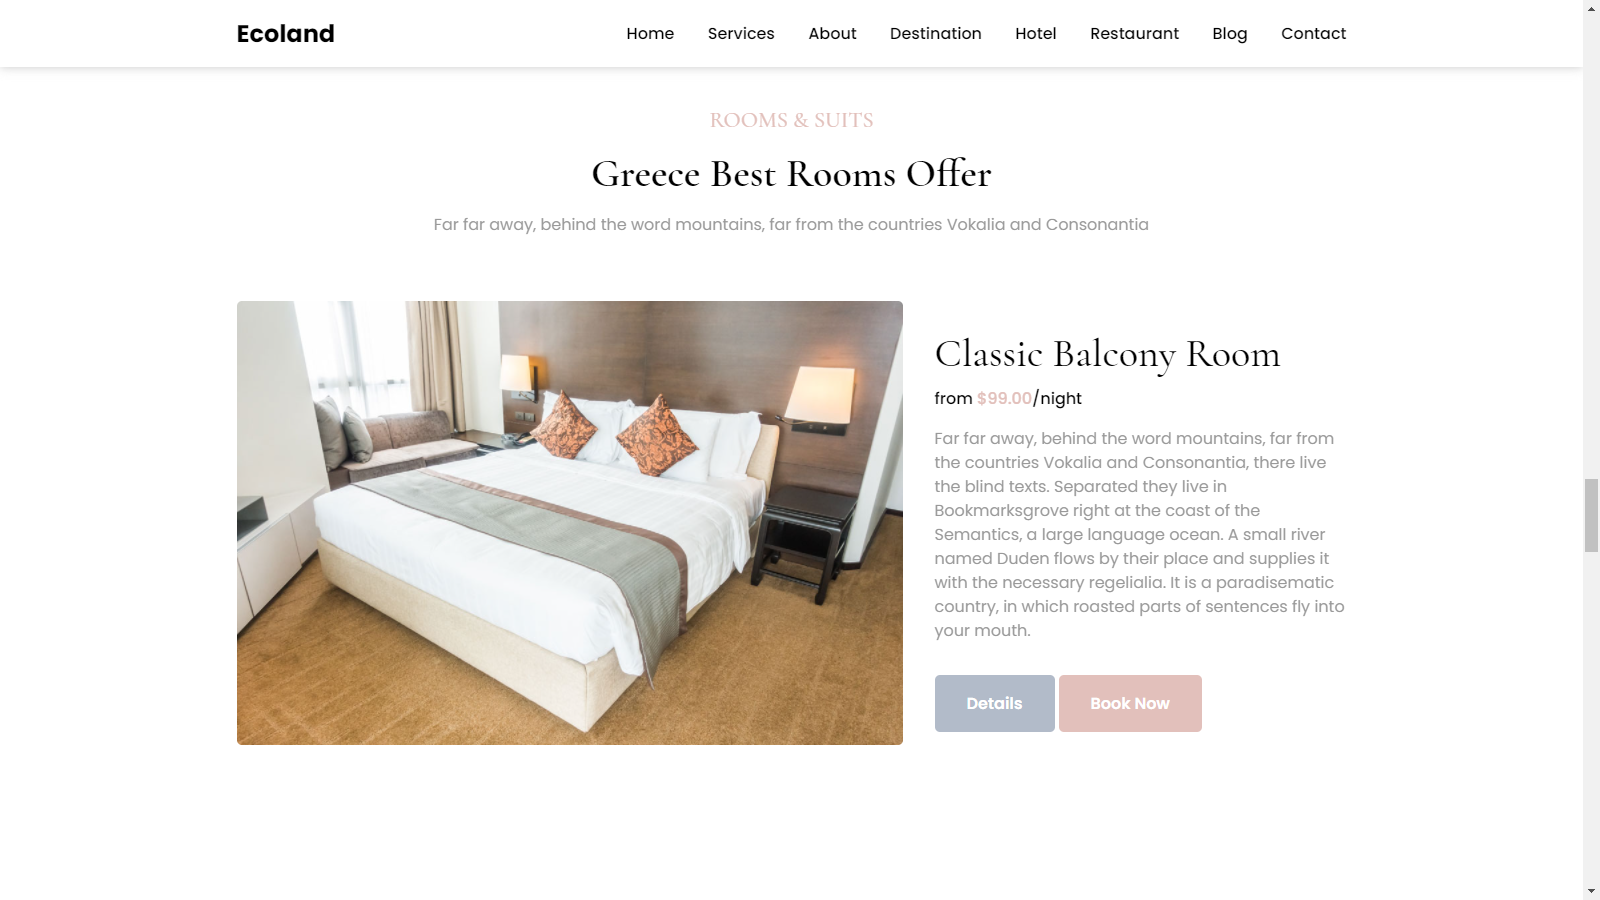 Ecoland
Home Services About Destination Hotel Restaurant Blog Contact
ROOMS & SUITS
Greece Best Rooms Offer
Far far away, behind the word mountains, far from the countries Vokalia and Consonantia
Classic Balcony Room
from $99.00/night
Far far away, behind the word mountains, far from
the countries Vokalia and Consonantia, there live
the blind texts. Separated they live in
Bookmarksgrove right at the coast of the
Semantics, a large language ocean. A small river
named Duden flows by their place and supplies it
with the necessary regelialia. It is a paradisematic
country, in which roasted parts of sentences fly into
your mouth.
Details Book Now